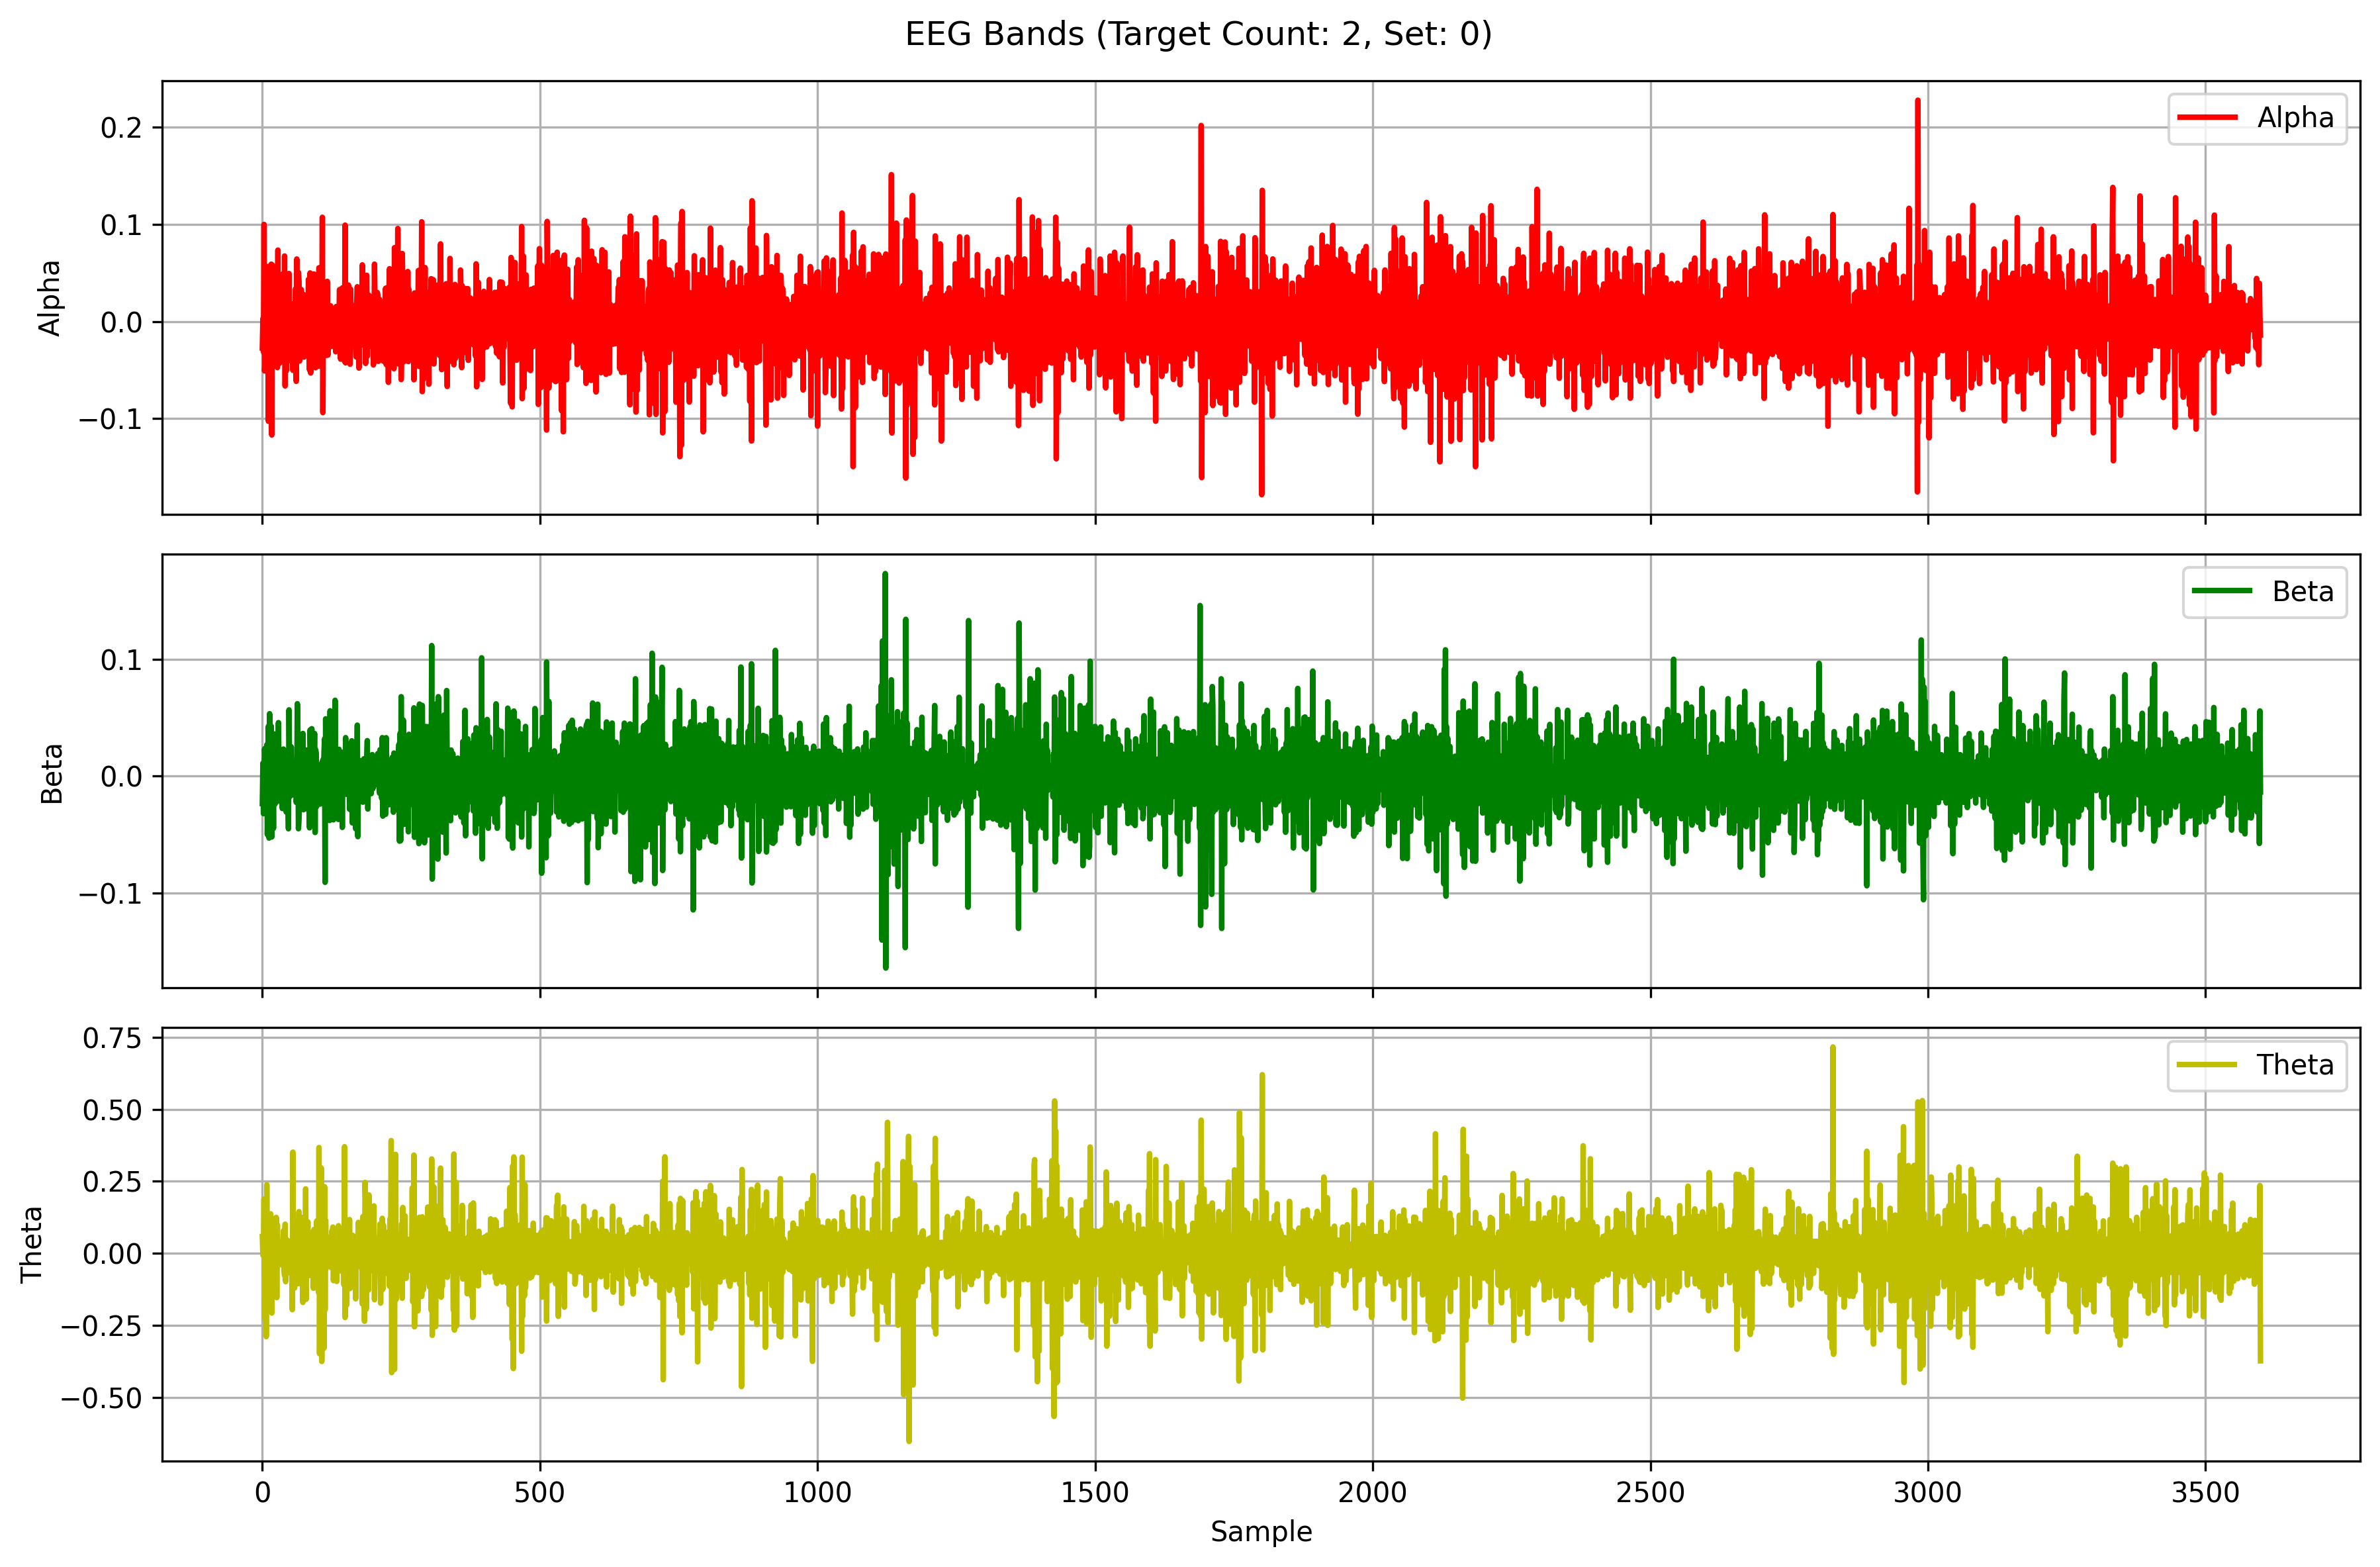 EEG Bands (Target Count: 2, Set: 0)
Alpha
0.2
0.1
0.0
−0.1
Alpha
Beta
0.1
0.0
−0.1
Beta
Theta
0.75
0.50
0.25
0.00
−0.25
−0.50
Theta
0 500 1000 1500 2000 2500 3000 3500
Sample